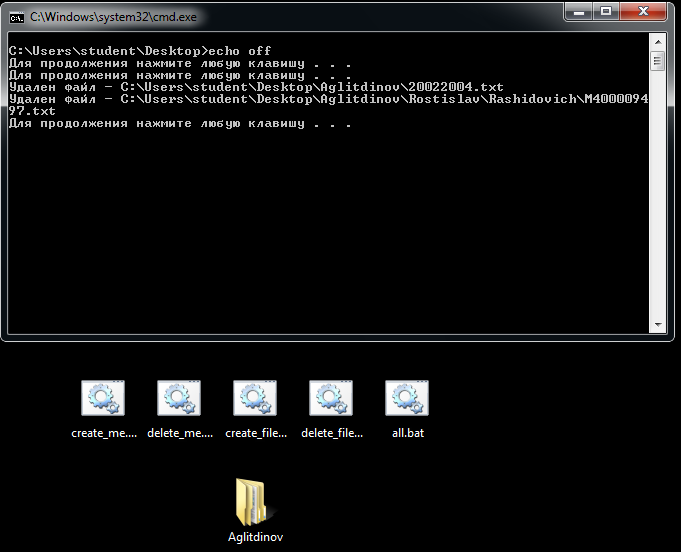 C:\Windows\system32\cmd.exe
C:\Users\student\Desktop>echo off
Для продолжения нажмите любую клавишу . . .
Для продолжения нажмите любую клавишу . . .
Удален файл - C:\Users\student\Desktop\Aglitdinov\20022004.txt
Удален файл - C:\Users\student\Desktop\Aglitdinov\Rostislav\Rashidovich\M4000094
97.txt
Для продолжения нажмите любую клавишу . . .
create_me.... delete_me.... create_file... delete_file... all.bat
Aglitdinov